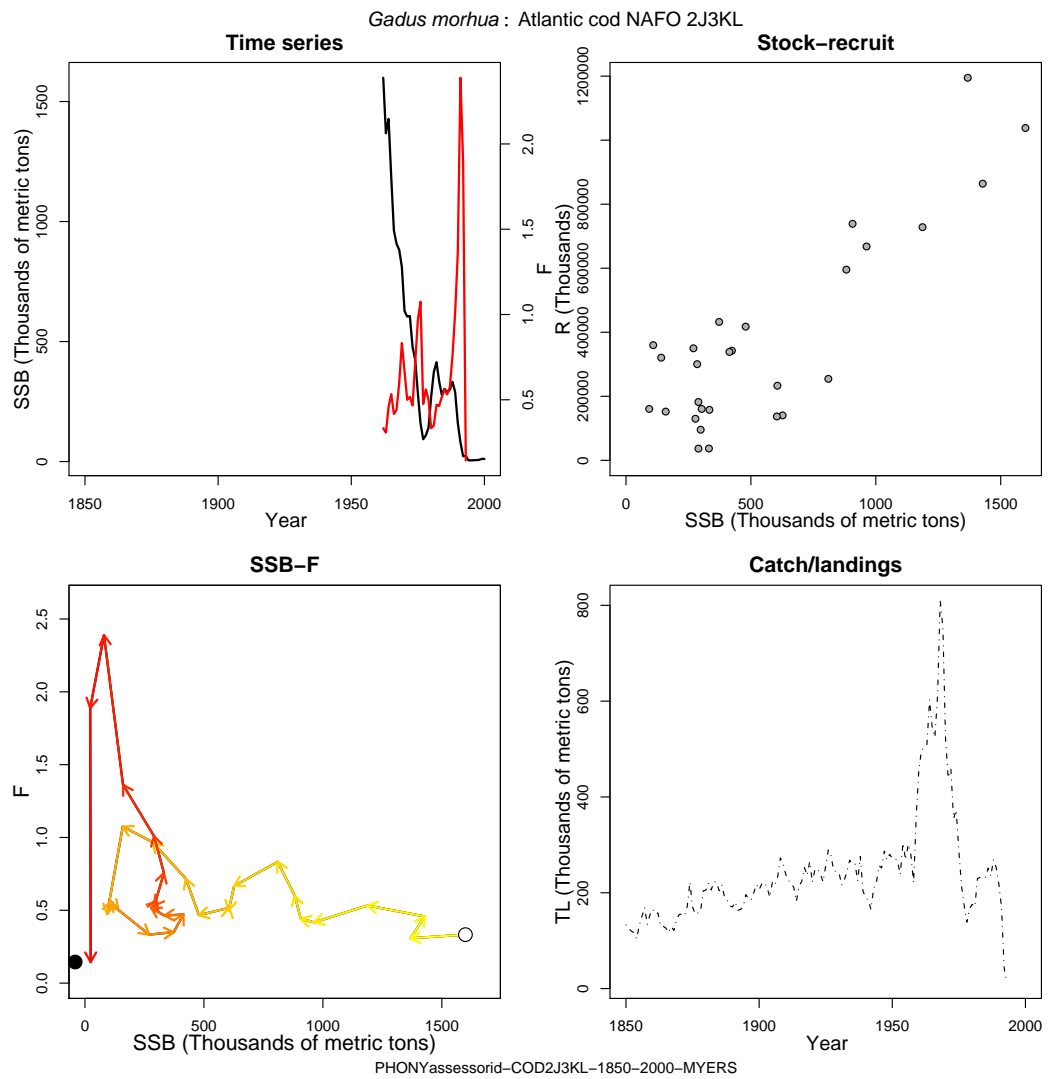 Gadus morhua : Atlantic cod NAFO 2J3KL
Time series
SSB (Thousands of metric tons)
0 500 1000 1500
F
0.5 1.0 1.5 2.0
1850 1900 1950 2000
Year
Stock−recruit
R (Thousands)
0 200000 400000 600000 800000 1200000
0 500 1000 1500
SSB (Thousands of metric tons)
SSB−F
F
0.0 0.5 1.0 1.5 2.0 2.5
0 500 1000 1500
SSB (Thousands of metric tons)
Catch/landings
TL (Thousands of metric tons)
0 200 400 600 800
1850 1900 1950 2000
Year
PHONYassessorid−COD2J3KL−1850−2000−MYERS